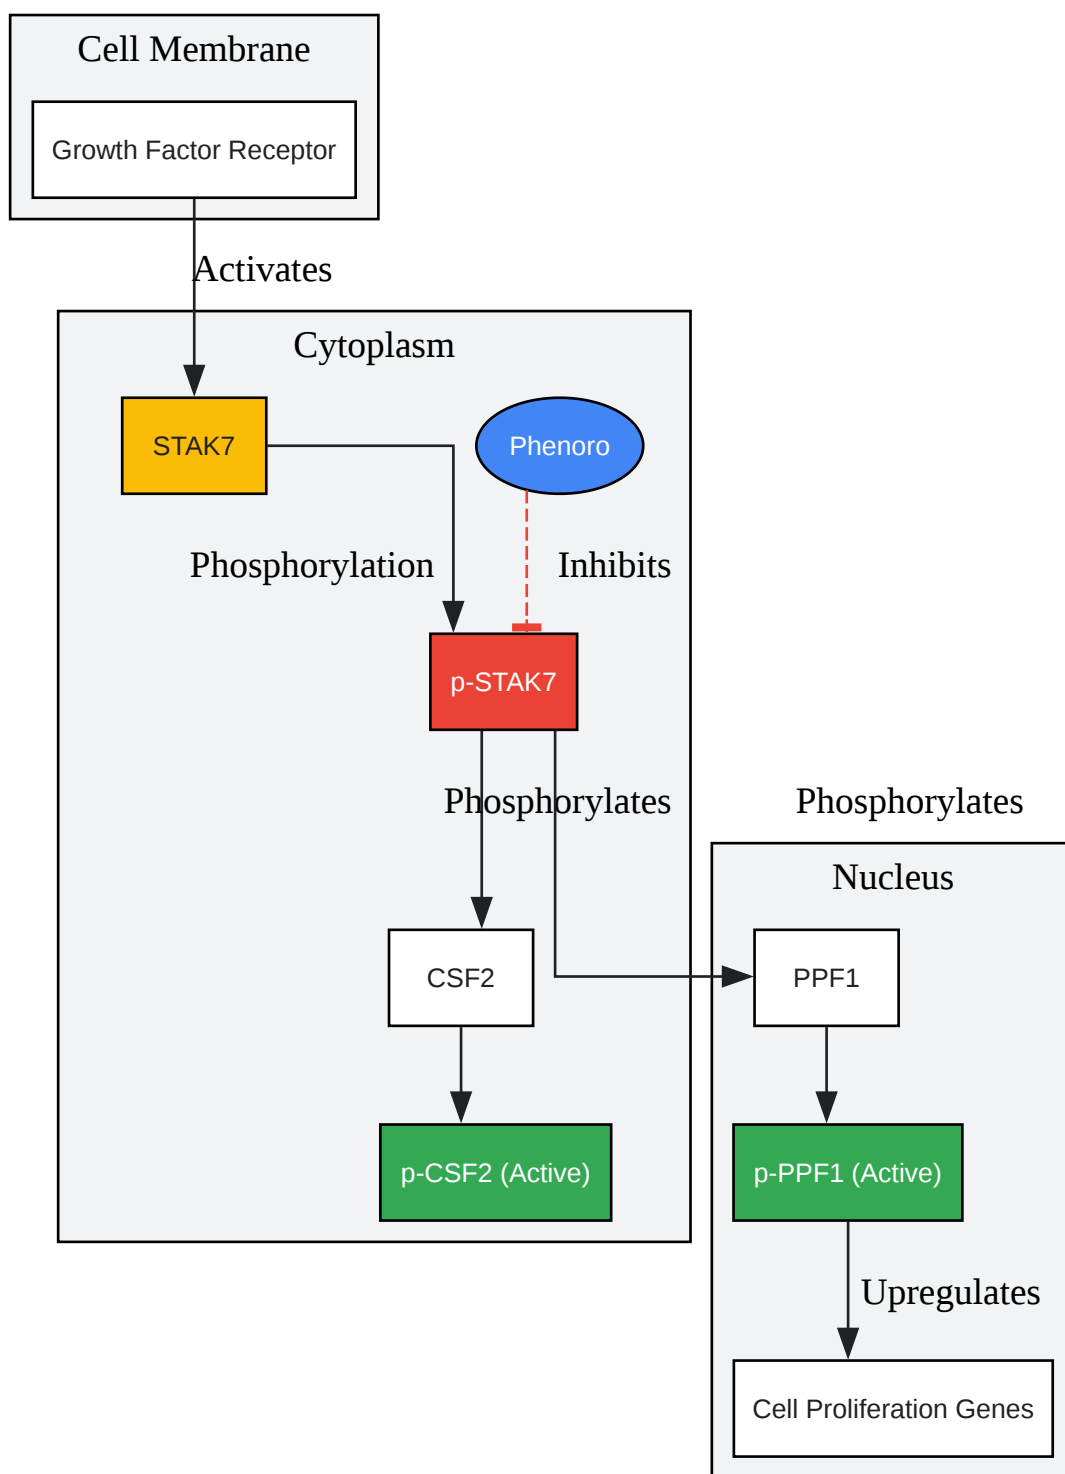 Cell Membrane
Growth Factor Receptor
Activates
Cytoplasm
STAK7
Phenoro
Phosphorylation
Inhibits
p-STAK7
Phosphorylates
Phosphorylates
Nucleus
CSF2
PPF1
p-CSF2 (Active)
p-PPF1 (Active)
Upregulates
Cell Proliferation Genes